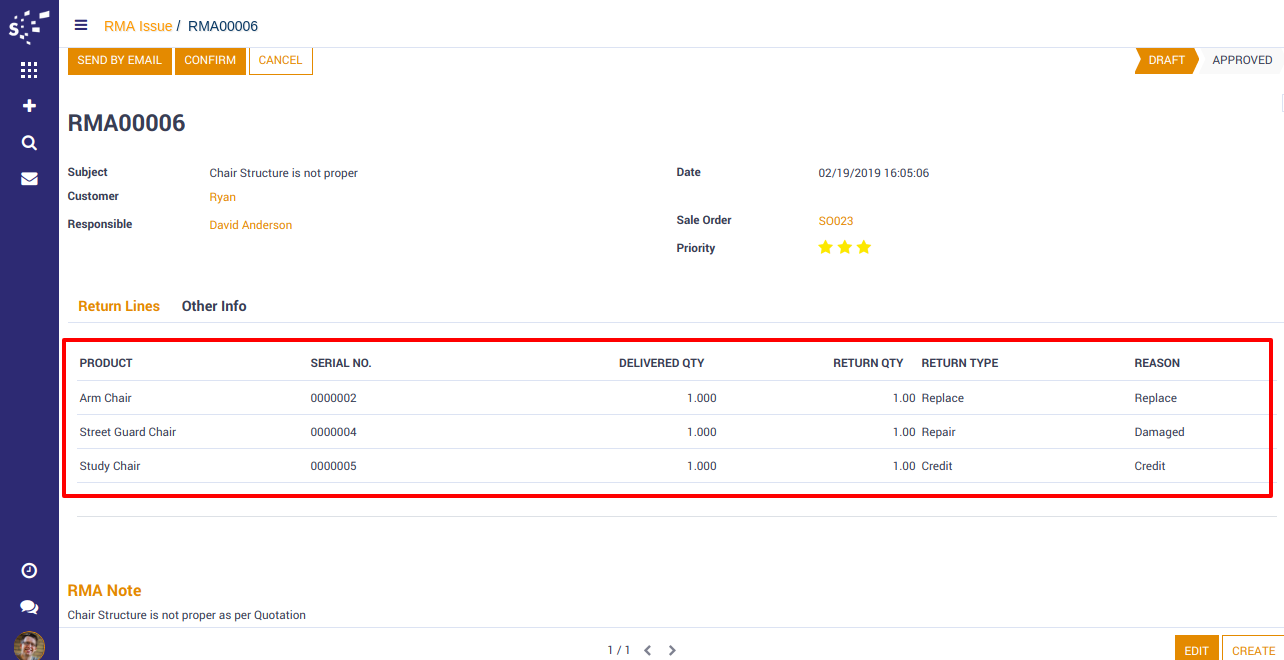 S
RMA Issue / RMA00006
SEND BY EMAIL CONFIRM CANCEL DRAFT APPROVED
RMA00006
Subject Chair Structure is not proper Date 02/19/2019 16:05:06
Customer Ryan
Responsible David Anderson Sale Order SO023
Priority
Return Lines Other Info
PRODUCT SERIAL NO. DELIVERED QTY RETURN QTY RETURN TYPE REASON
Arm Chair 0000002 1.000 1.00 Replace Replace
Street Guard Chair 0000004 1.000 1.00 Repair Damaged
Study Chair 0000005 1.000 1.00 Credit Credit
RMA Note
Chair Structure is not proper as per Quotation
1 / 1
EDIT CREATE